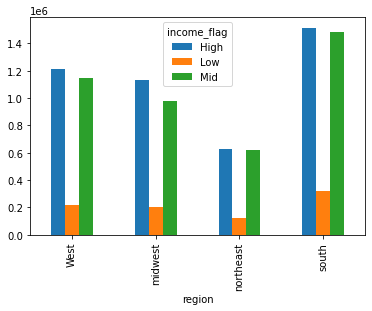 1e6
income_flag
High
Low
Mid
1.4
1.2
1.0
0.8
0.6
0.4
0.2
0.0
West
midwest
northeast
south
region